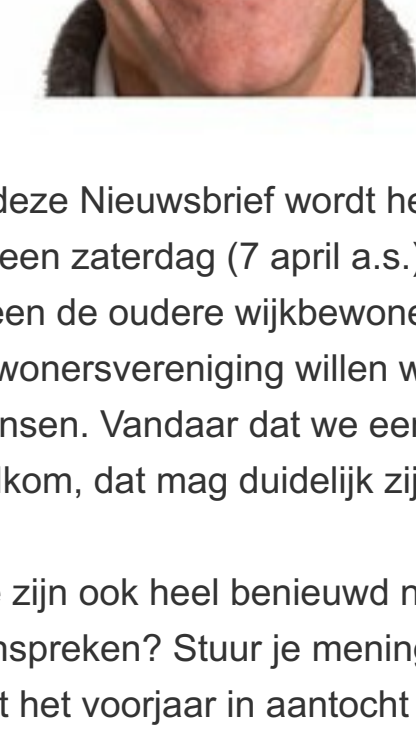 deze Nieuwsbrief wordt he
een zaterdag (7 april a.s.)
een de oudere wijkbewone
wonersvereniging willen w
nsen. Vandaar dat we een
lkom, dat mag duidelijk zij
zijn ook heel benieuwd n
nspreken? Stuur je mening
t het voorjaar in aantocht